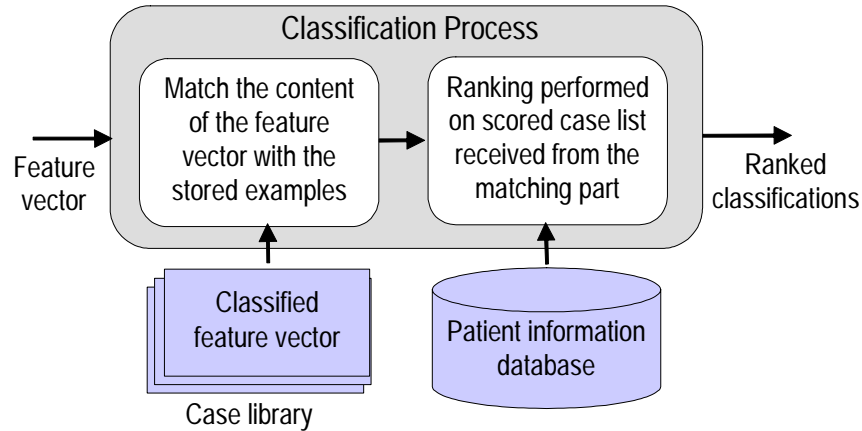 Classification Process
Match the content
of the feature
vector with the
stored examples
Ranking performed
on scored case list
received from the
matching part
Feature
vector
Ranked
classifications
Classified
feature vector
Patient information
database
Case library